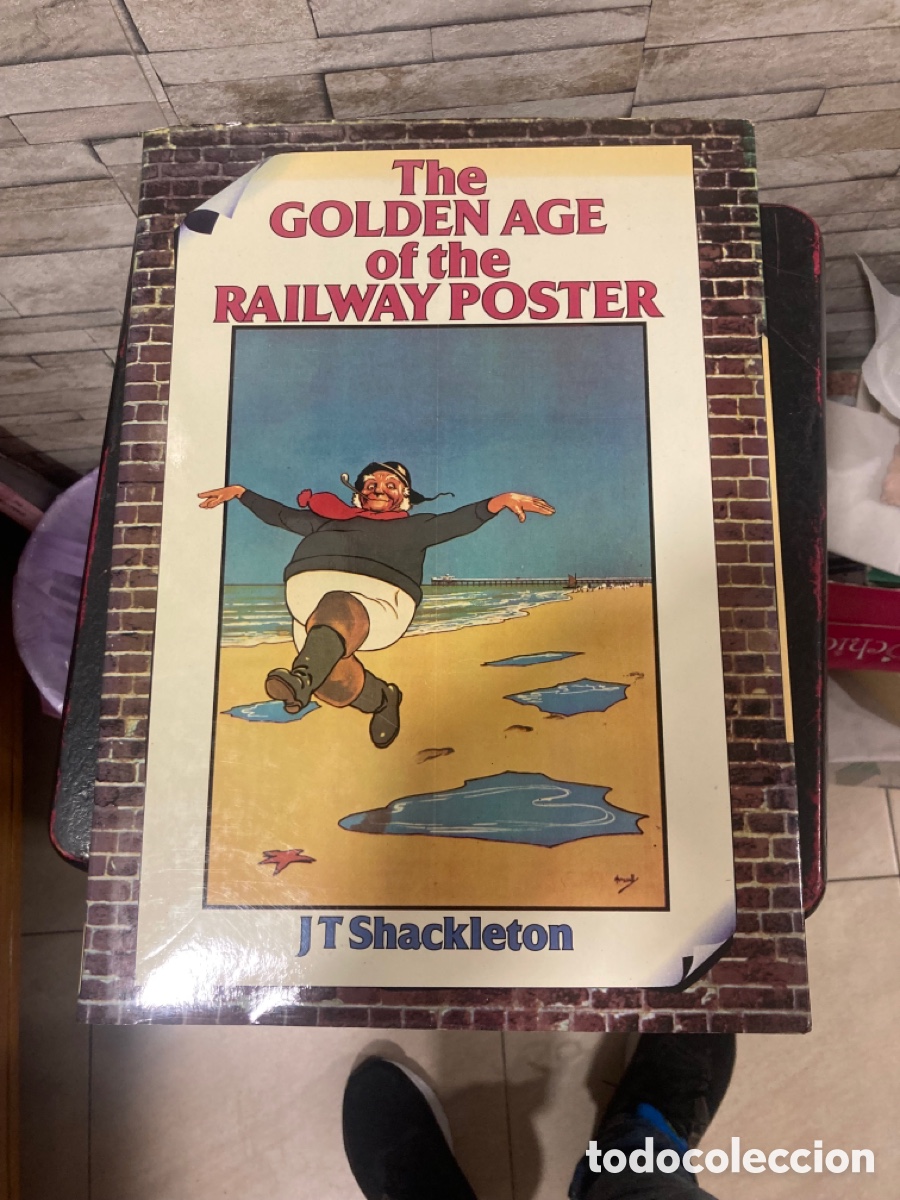 The
GOLDEN AGE
of the
RAILWAY POSTER
J T Shackleton
todocoleccion